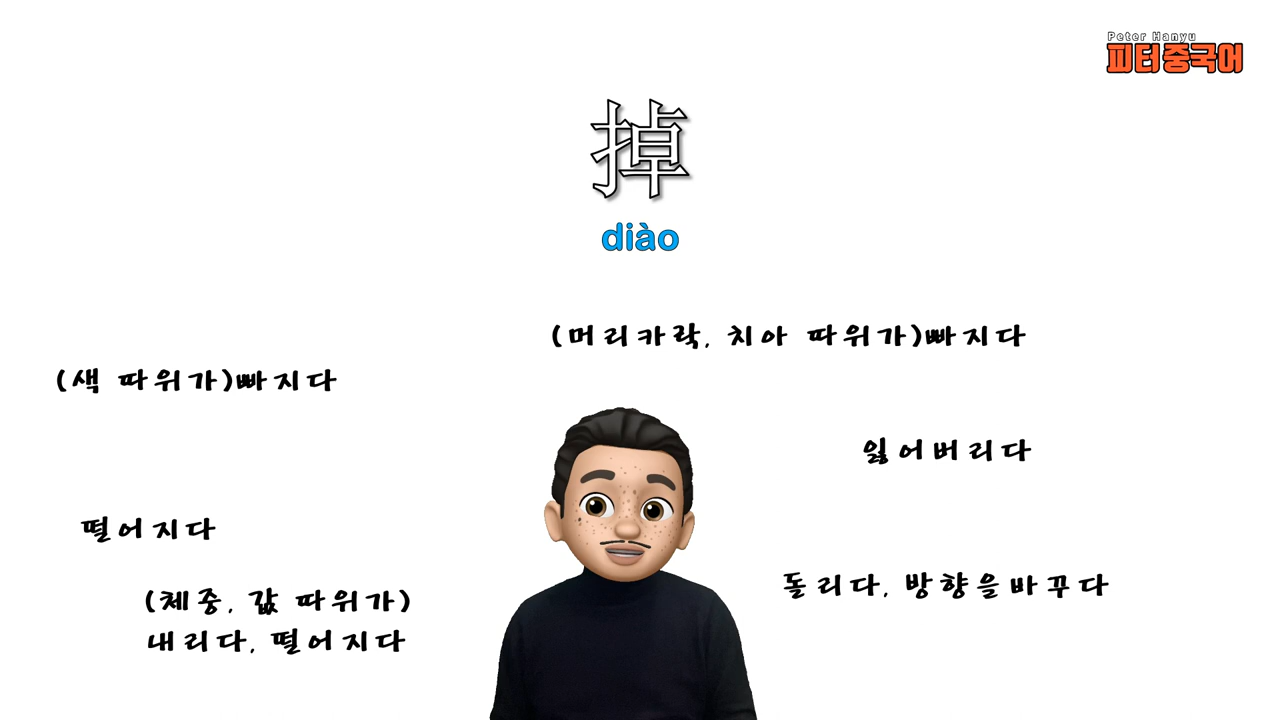 Peter Hanyu
피터중국어
掉
diào
(머리카락, 치아 따위가)빠지다
(색 따위가)빠지다
잃어버리다
떨어지다
돌리다, 방향을바꾸다
(체중, 값 따위가)
내리다, 떨어지다